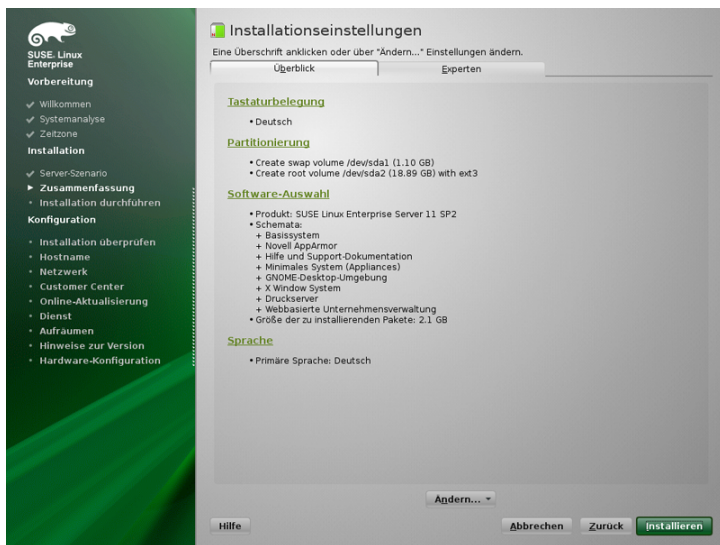 SUSE. Linux
Enterprise
Vorbereitung
Willkommen
Systemanalyse
Zeitzone
Installation
Server-Szenario
Zusammenfassung
Installation durchführen
Konfiguration
Installation überprüfen
Hostname
Netzwerk
Customer Center
Online-Aktualisierung
Dienst
Aufräumen
Hinweise zur Version
Hardware-Konfiguration
Installationseinstellungen
Eine Überschrift anklicken oder über "Ändern..." Einstellungen ändern.
Überblick
Experten
Tastaturbelegung
• Deutsch
Partitionierung
• Create swap volume /dev/sda1 (1.10 GB)
• Create root volume /dev/sda2 (18.89 GB) with ext3
Software-Auswahl
• Produkt: SUSE Linux Enterprise Server 11 SP2
• Schemata:
+ Basissystem
+ Novell AppArmor
+ Hilfe und Support-Dokumentation
+ Minimales System (Appliances)
+ GNOME-Desktop-Umgebung
+ X Window System
+ Druckserver
+ Webbasierte Unternehmensverwaltung
• Größe der zu installierenden Pakete: 2.1 GB
Sprache
• Primäre Sprache: Deutsch
Ändern...
Hilfe
Abbrechen
Zurück
Installieren